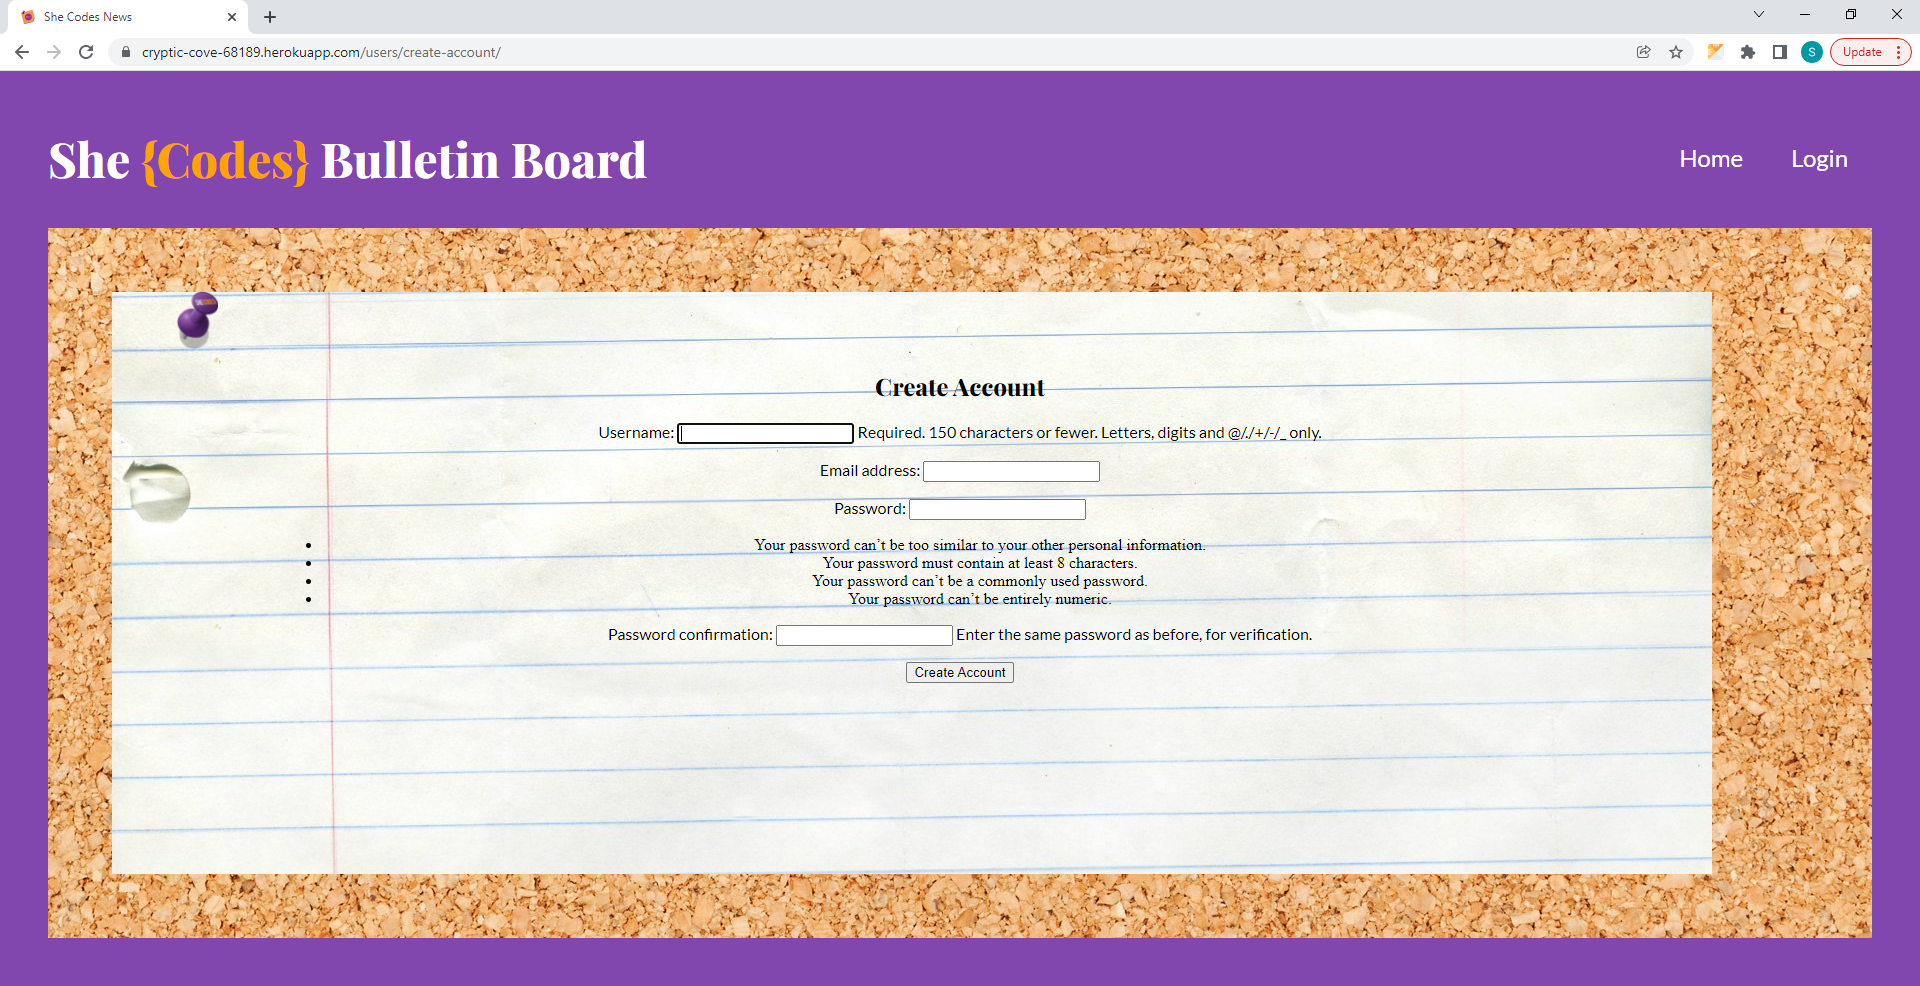 She Codes News
cryptic-cove-68189.herokuapp.com/users/create-account/
S
Update
She {Codes} Bulletin Board
Home
Login
Create Account
Username: Required. 150 characters or fewer. Letters, digits and @/./+/-/_ only.
Email address:
Password:
Your password can't be too similar to your other personal information.
Your password must contain at least 8 characters.
Your password can't be a commonly used password.
Your password can't be entirely numeric.
Password confirmation: Enter the same password as before, for verification.
Create Account